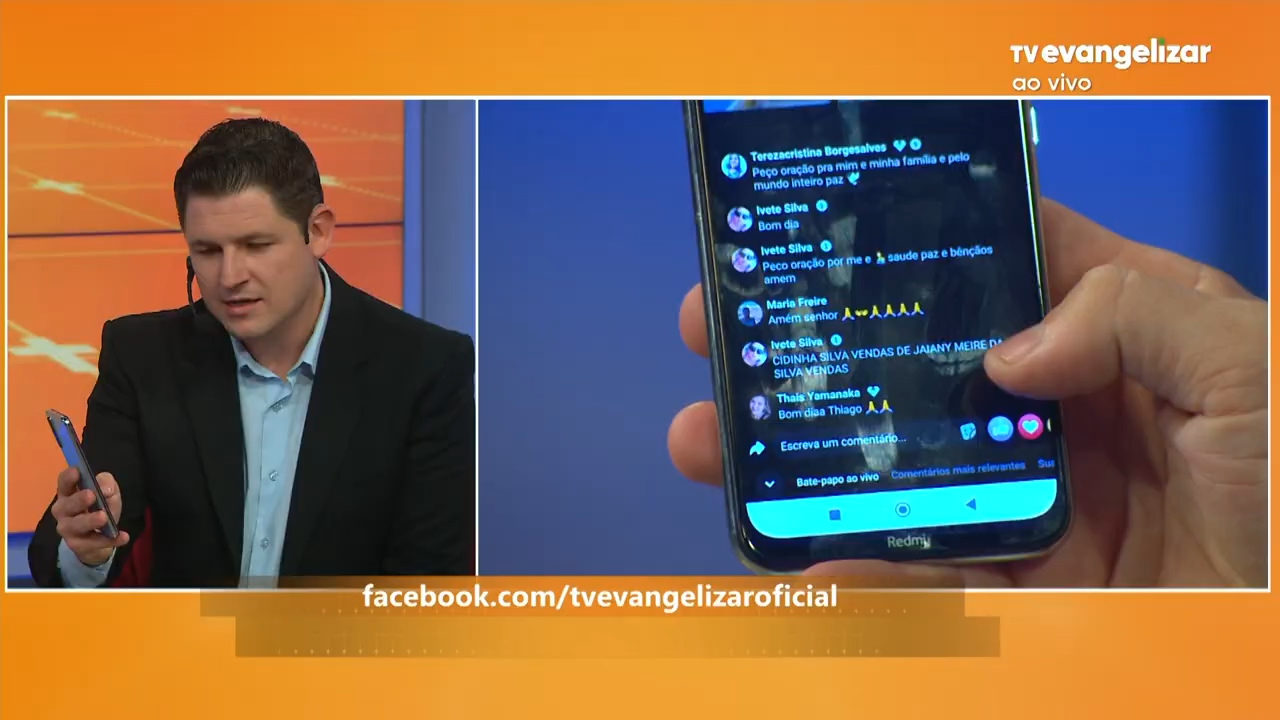 TV evangelizar
ao vivo
Terezacristina Borgesalves
Peço oração pra mim e minha família e pelo
mundo inteiro paz
Ivete Silva
Bom dia
Ivete Silva
Peco oração por me e saude paz e bênçãos
amem
Maria Freire
Amém senhor
Ivete Silva
CIDINHA SILVA VENDAS DE JAIANY MEIRE DA
SILVA VENDAS
Thais Yamanaka
Bom diaa Thiago
Escreva um comentário...
Bate-papo ao vivo Comentários mais relevantes
Redmi
facebook.com/tvevangelizaroficial